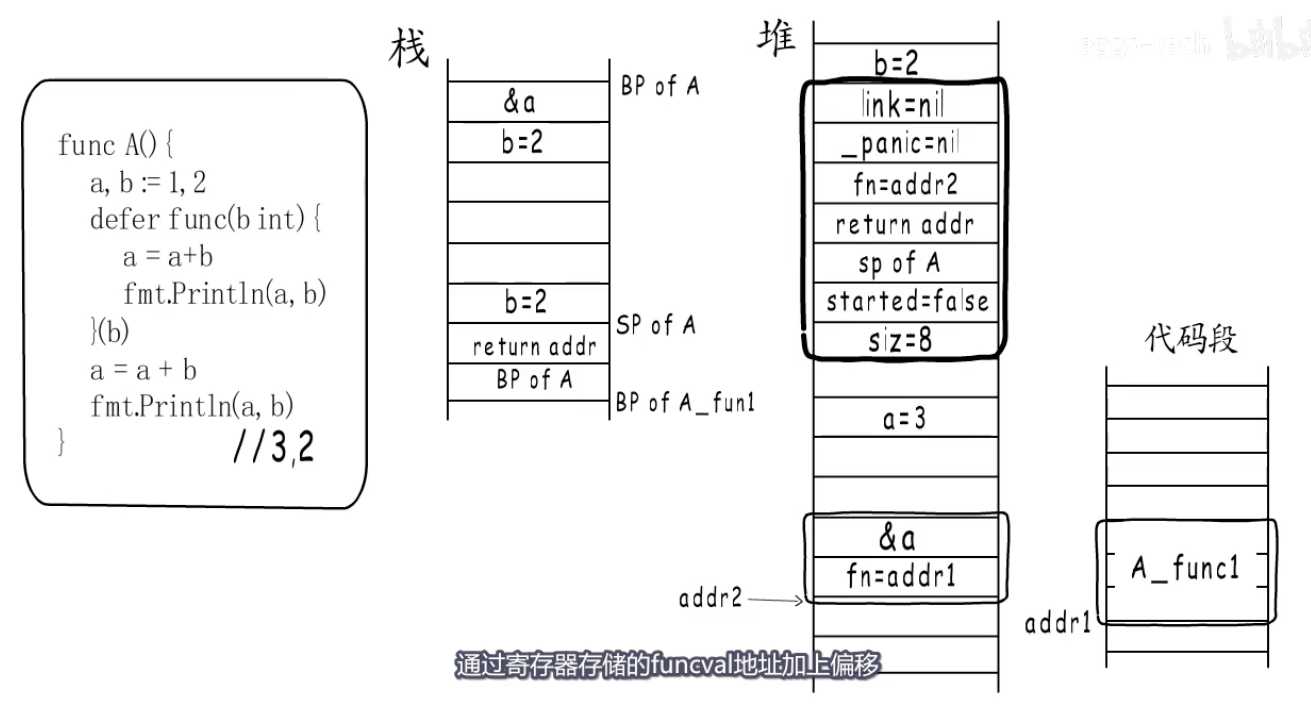 func A() {
a, b := 1, 2
defer func(b int) {
a = a+b
fmt.Println(a, b)
}(b)
a = a + b
fmt.Println(a, b)
}
//3,2
栈
&a
b=2
b=2
return addr
BP of A
BP of A
SP of A
BP of A_fun1
堆
b=2
link=nil
_panic=nil
fn=addr2
return addr
sp of A
started=false
siz=8
a=3
&a
fn=addr1
addr2
代码段
A_func1
addr1
eggo-tech bilibili
通过寄存器存储的funcval地址加上偏移